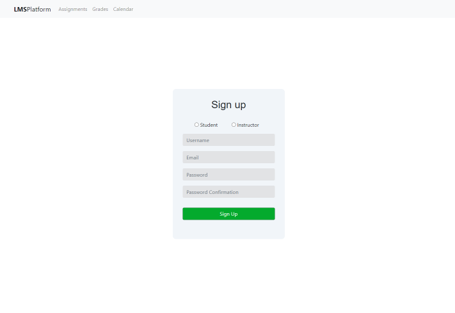 LMSPlatform Assignments Grades Calendar
Sign up
Student Instructor
Username
Email
Password
Password Confirmation
Sign Up